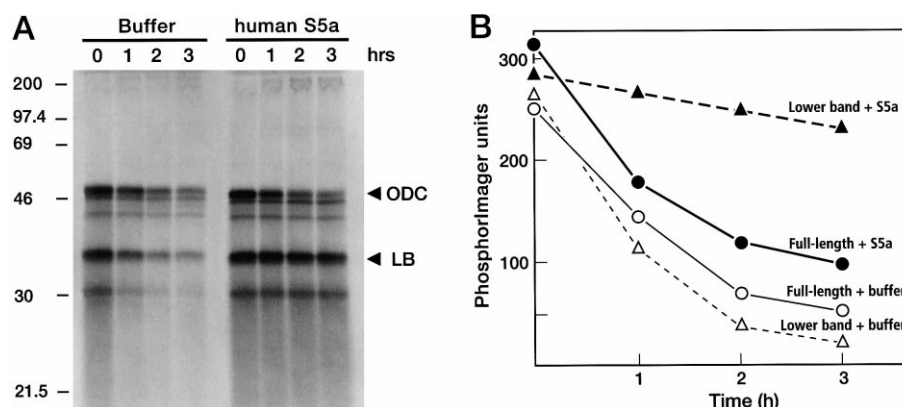 A
Buffer human S5a
0 1 2 3 0 1 2 3 hrs
200
97.4
69
46
30
21.5
ODC
LB
B
PhosphorImager units
300
200
100
Lower band + S5a
Full-length + S5a
Full-length + buffer
Lower band + buffer
1 2 3
Time (h)